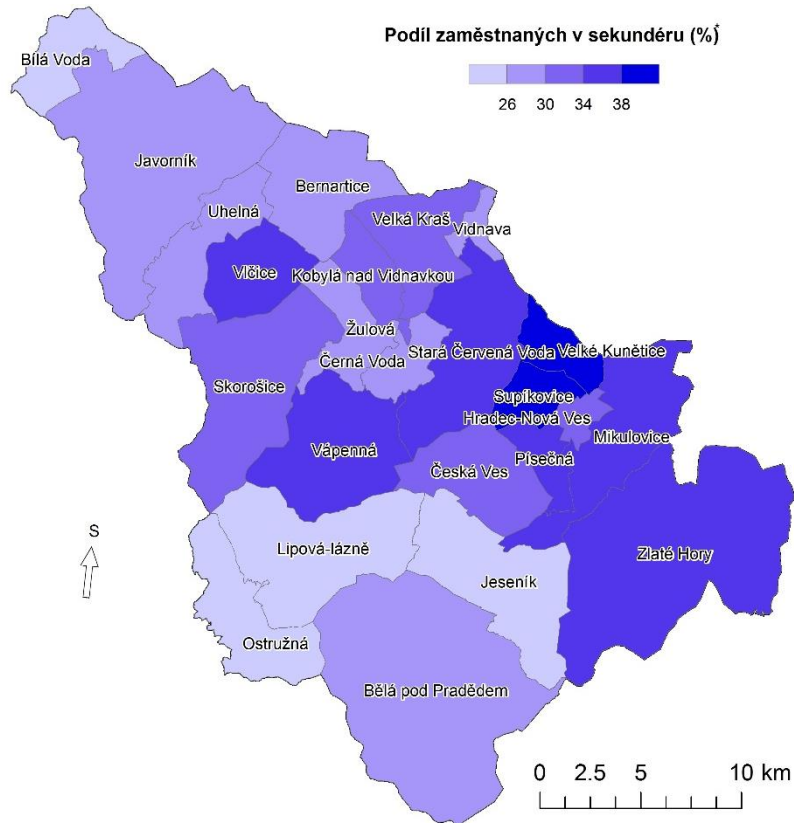 Podíl zaměstnaných v sekundéru (%)*
26 30 34 38
Bílá Voda
Javorník
Bernartice
Uhelná
Velká Kraš
Vidnava
Vlčice
Kobylá nad Vidnavkou
Žulová
Černá Voda
Stará Červená Voda
Velké Kunětice
Skorošice
Supíkovice
Hradec-Nová Ves
Mikulovice
Vápenná
Česká Ves
Písečná
S
Lipová-lázně
Zlaté Hory
Jeseník
Ostružná
Bělá pod Pradědem
0 2.5 5 10 km